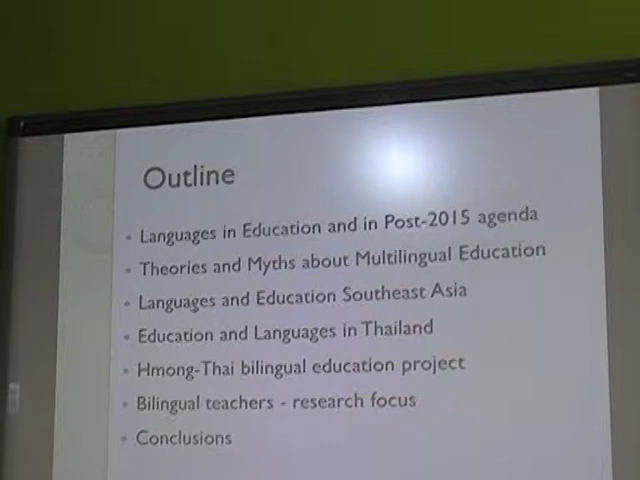 Outline
Languages in Education and in Post-2015 agenda
Theories and Myths about Multilingual Education
Languages and Education Southeast Asia
Education and Languages in Thailand
Hmong-Thai bilingual education project
Bilingual teachers - research focus
Conclusions